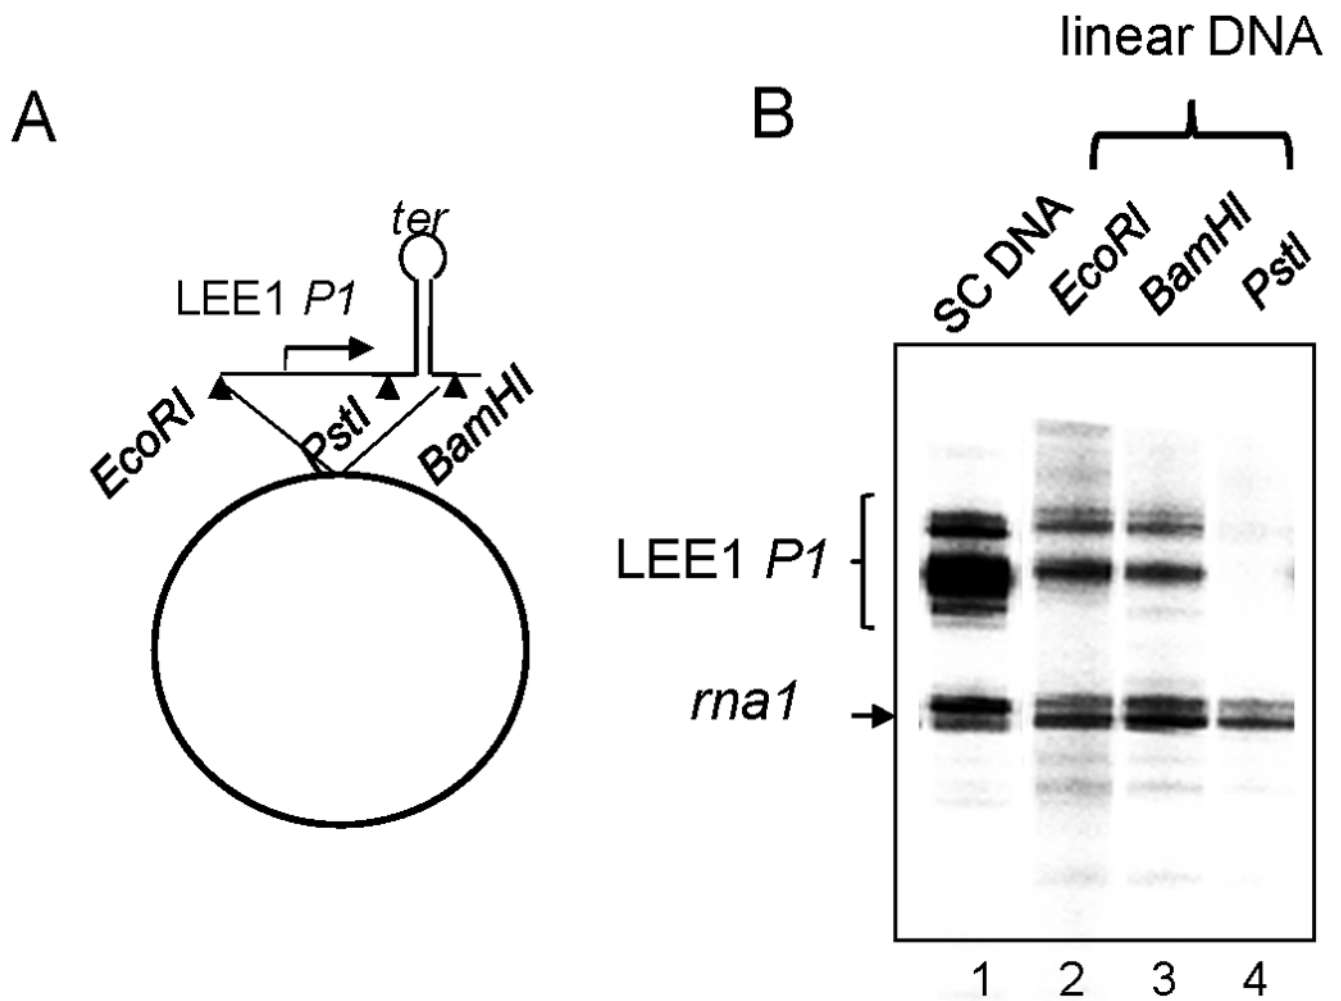 A
ter
LEE1 P1
EcoRI
PstI
BamHI
B
linear DNA
SC DNA
EcoRI
BamHI
PstI
LEE1 P1
rna1
1 2 3 4